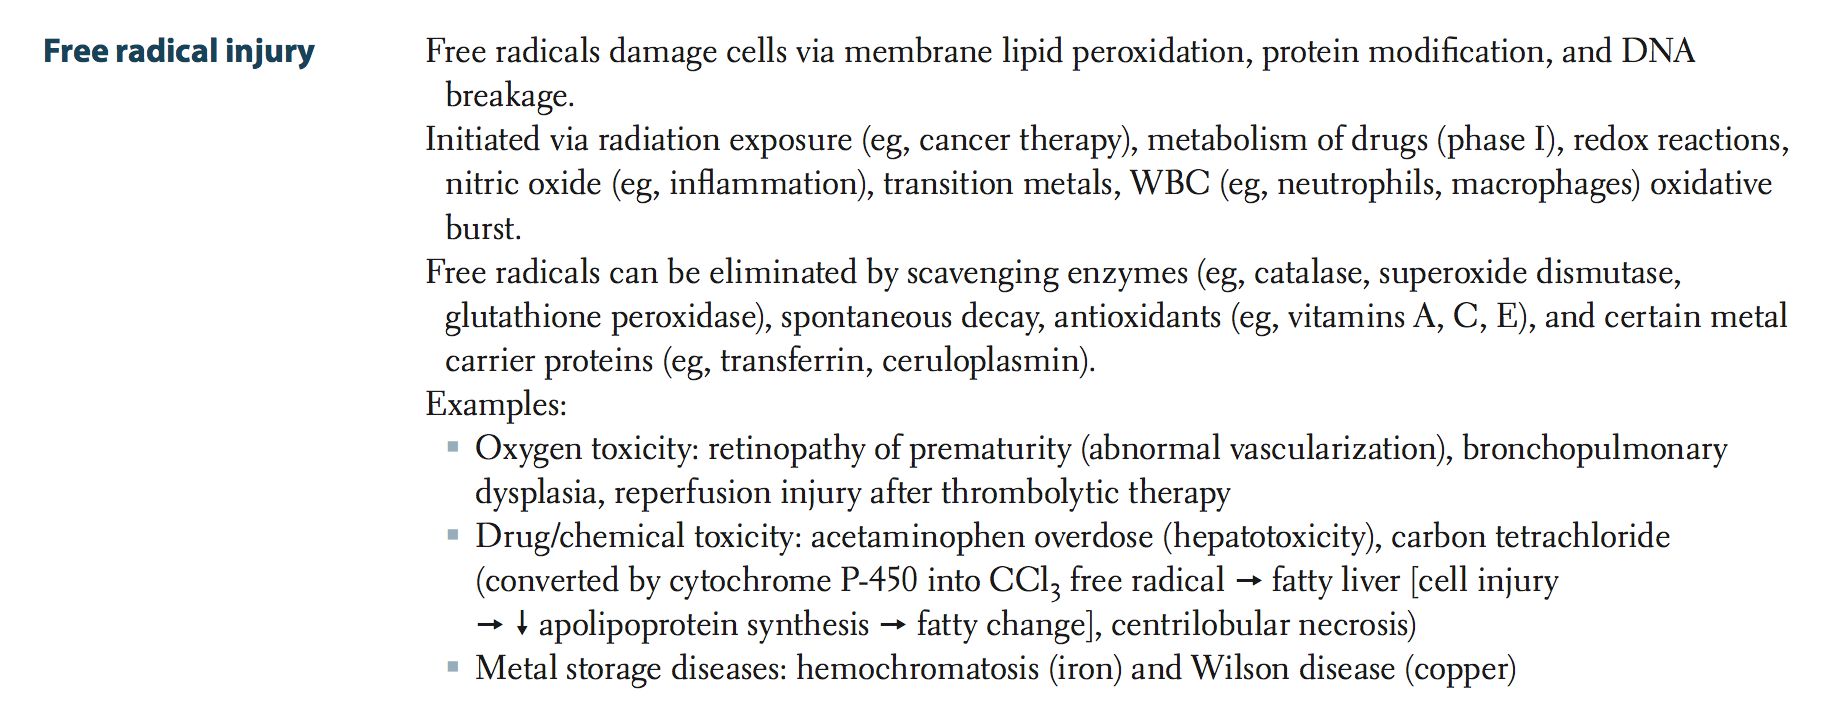 Free radical injury
Free radicals damage cells via membrane lipid peroxidation, protein modification, and DNA
breakage.
Initiated via radiation exposure (eg, cancer therapy), metabolism of drugs (phase I), redox reactions,
nitric oxide (eg, inflammation), transition metals, WBC (eg, neutrophils, macrophages) oxidative
burst.
Free radicals can be eliminated by scavenging enzymes (eg, catalase, superoxide dismutase,
glutathione peroxidase), spontaneous decay, antioxidants (eg, vitamins A, C, E), and certain metal
carrier proteins (eg, transferrin, ceruloplasmin).
Examples:
▪ Oxygen toxicity: retinopathy of prematurity (abnormal vascularization), bronchopulmonary
dysplasia, reperfusion injury after thrombolytic therapy
▪ Drug/chemical toxicity: acetaminophen overdose (hepatotoxicity), carbon tetrachloride
(converted by cytochrome P-450 into CCl₃ free radical → fatty liver [cell injury
→ ↓ apolipoprotein synthesis → fatty change], centrilobular necrosis)
▪ Metal storage diseases: hemochromatosis (iron) and Wilson disease (copper)